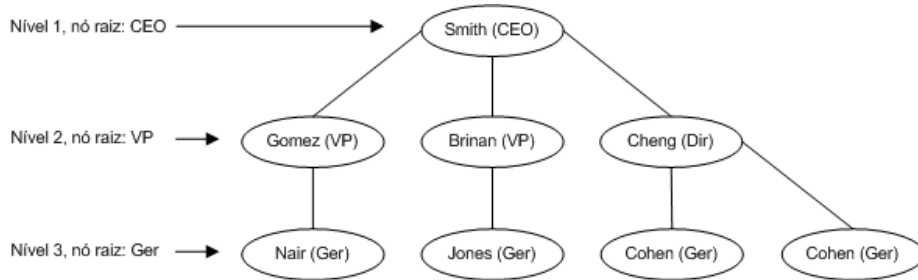 Nível 1, nó raiz: CEO
Smith (CEO)
Nível 2, nó raiz: VP
Gomez (VP)
Brinan (VP)
Cheng (Dir)
Nível 3, nó raiz: Ger
Nair (Ger)
Jones (Ger)
Cohen (Ger)
Cohen (Ger)